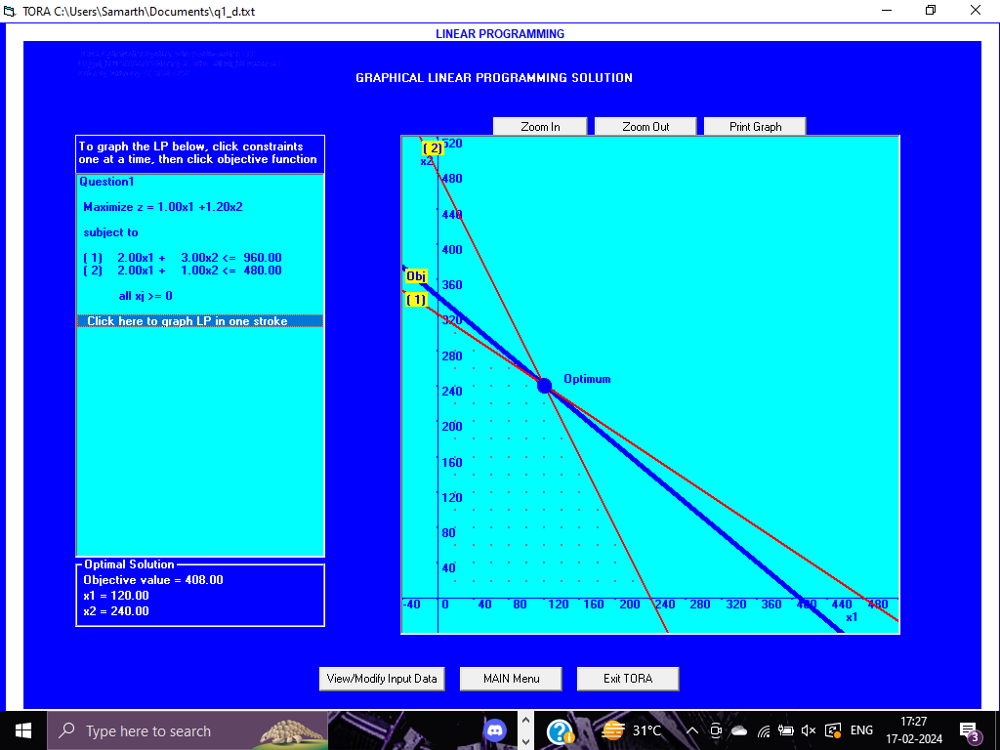 TORA C:\Users\Samarth\Documents\q1_d.txt
LINEAR PROGRAMMING
GRAPHICAL LINEAR PROGRAMMING SOLUTION
Zoom In Zoom Out Print Graph
To graph the LP below, click constraints
one at a time, then click objective function
Question1
Maximize z = 1.00x1 +1.20x2
subject to
( 1) 2.00x1 + 3.00x2 <= 960.00
( 2) 2.00x1 + 1.00x2 <= 480.00
all xj >= 0
Click here to graph LP in one stroke
Optimal Solution
Objective value = 408.00
x1 = 120.00
x2 = 240.00
( 2) 520
x2
480
440
400
360
Obj
( 1)
320
280
240
Optimum
200
160
120
80
40
-40 0 40 80 120 160 200 240 280 320 360 400 440 480
x1
View/Modify Input Data MAIN Menu Exit TORA
Type here to search
31°C ENG
17:27
17-02-2024
3